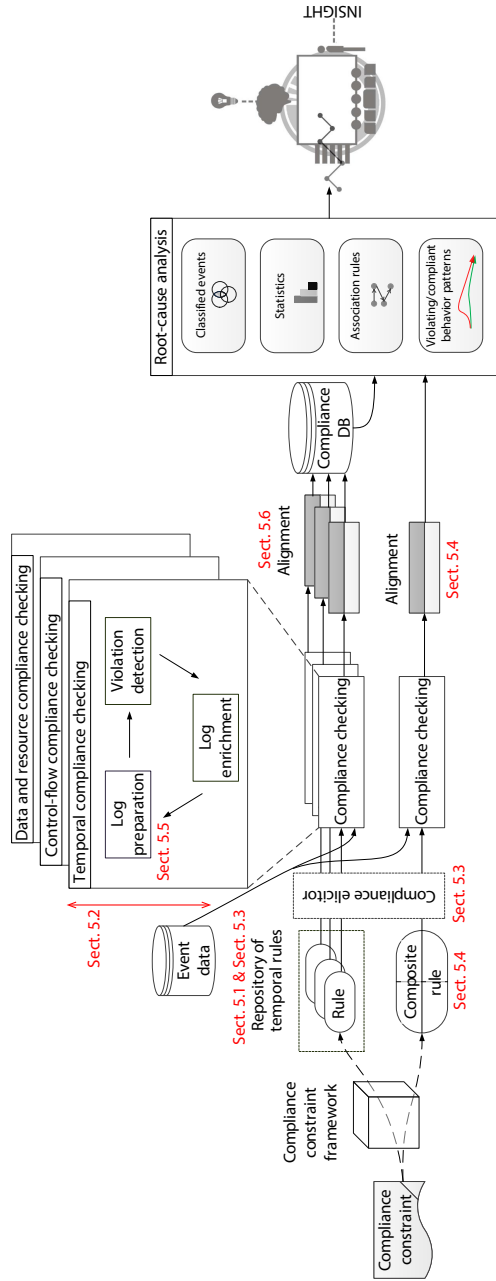 Data and resource compliance checking
Control-flow compliance checking
Temporal compliance checking
Log
preparation
Violation
detection
Log
enrichment
Sect. 5.5
Sect. 5.2
Event
data
Sect. 5.1 & Sect. 5.3
Repository of
temporal rules
Rule
Compliance
constraint
Compliance
constraint
framework
Composite
rule
Sect. 5.4
Compliance elicitor
Sect. 5.3
Compliance checking
Compliance checking
Sect. 5.6
Alignment
Alignment
Sect. 5.4
Compliance
DB
Root-cause analysis
Classified events
Statistics
Association rules
Violating/compliant
behavior patterns
INSIGHT